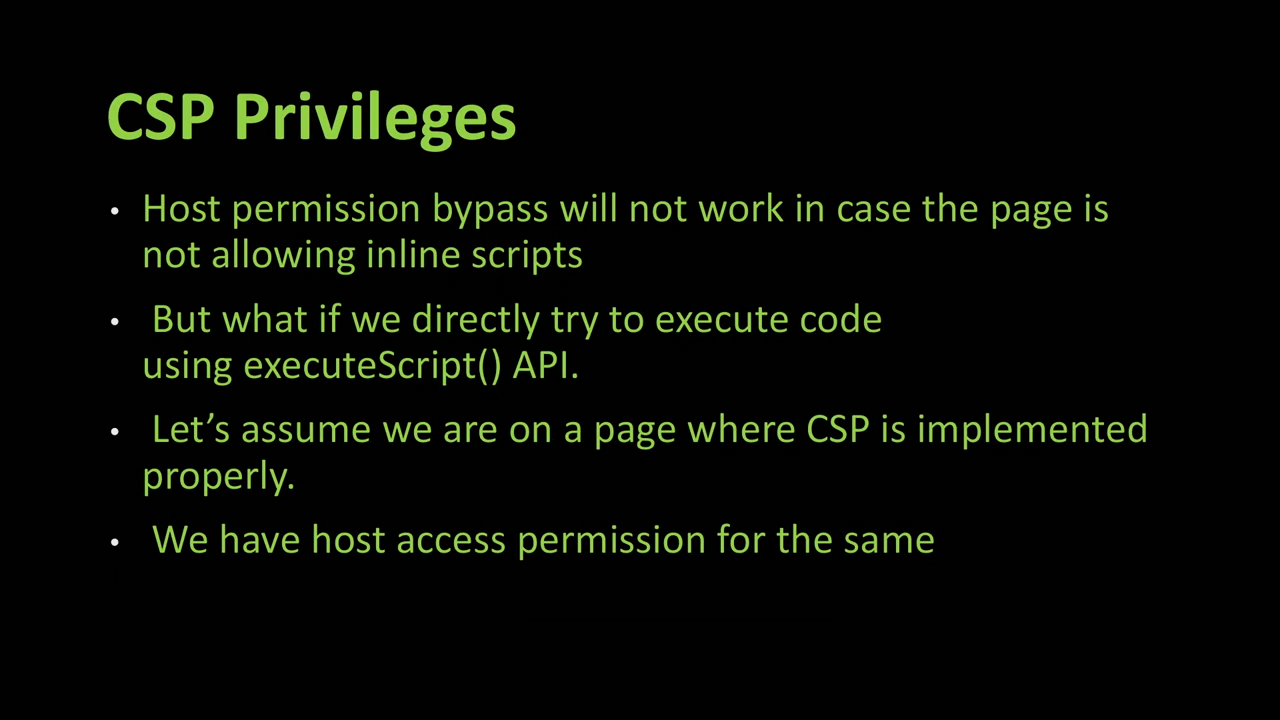 CSP Privileges
• Host permission bypass will not work in case the page is
not allowing inline scripts
• But what if we directly try to execute code
using executeScript() API.
• Let’s assume we are on a page where CSP is implemented
properly.
• We have host access permission for the same